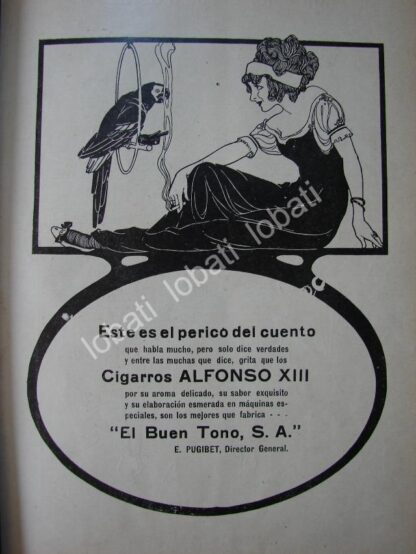 lobati lobati lobati
Este es el perico del cuento
que habla mucho, pero solo dice verdades
y entre las muchas que dice, grita que los
Cigarros ALFONSO XIII
por su aroma delicado, su sabor exquisito
y su elaboración esmerada en máquinas es-
peciales, son los mejores que fabrica - - -
"El Buen Tono, S. A."
E. PUGIBET, Director General.